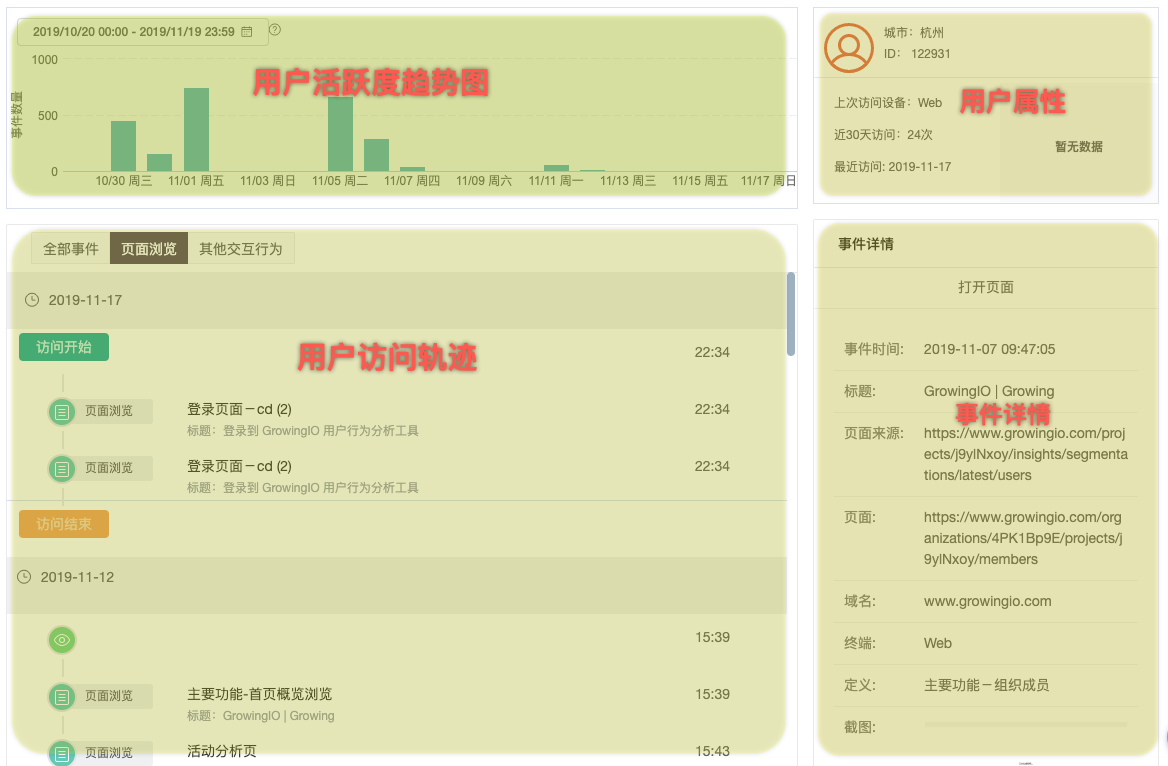 2019/10/20 00:00 - 2019/11/19 23:59
用户活跃度趋势图
事件数量
1000
500
0
10/30 周三 11/01 周五 11/03 周日 11/05 周二 11/07 周四 11/09 周六 11/11 周一 11/13 周三 11/15 周五 11/17 周日
城市: 杭州
ID: 122931
上次访问设备: Web
用户属性
近30天访问: 24次
暂无数据
最近访问: 2019-11-17
全部事件 页面浏览 其他交互行为
2019-11-17
访问开始
用户访问轨迹
22:34
页面浏览 登录页面－cd (2) 22:34
标题: 登录到 GrowingIO 用户行为分析工具
页面浏览 登录页面－cd (2) 22:34
标题: 登录到 GrowingIO 用户行为分析工具
访问结束
2019-11-12
15:39
页面浏览 主要功能-首页概览浏览 15:39
标题: GrowingIO | Growing
页面浏览 活动分析页 15:43
事件详情
打开页面
事件时间: 2019-11-07 09:47:05
标题: GrowingIO | Growing
事件详情
页面来源: https://www.growingio.com/proj
ects/j9ylNxoy/insights/segmenta
tions/latest/users
页面: https://www.growingio.com/org
anizations/4PK1Bp9E/projects/j
9ylNxoy/members
域名: www.growingio.com
终端: Web
定义: 主要功能－组织成员
截图: